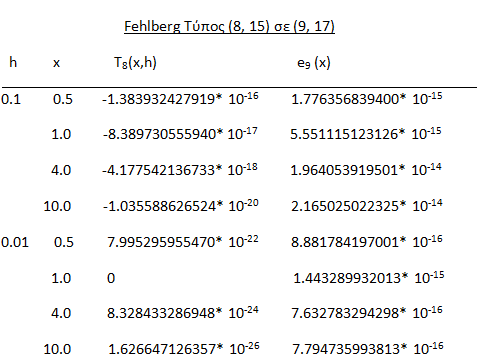 Fehlberg Τύπος (8, 15) σε (9, 17)
h x T₈(x,h) e₉ (x)
0.1 0.5 -1.383932427919* 10⁻¹⁶ 1.776356839400* 10⁻¹⁵
1.0 -8.389730555940* 10⁻¹⁷ 5.551115123126* 10⁻¹⁵
4.0 -4.177542136733* 10⁻¹⁸ 1.964053919501* 10⁻¹⁴
10.0 -1.035588626524* 10⁻²⁰ 2.165025022325* 10⁻¹⁴
0.01 0.5 7.995295955470* 10⁻²² 8.881784197001* 10⁻¹⁶
1.0 0 1.443289932013* 10⁻¹⁵
4.0 8.328433286948* 10⁻²⁴ 7.632783294298* 10⁻¹⁶
10.0 1.626647126357* 10⁻²⁶ 7.794735993813* 10⁻¹⁶